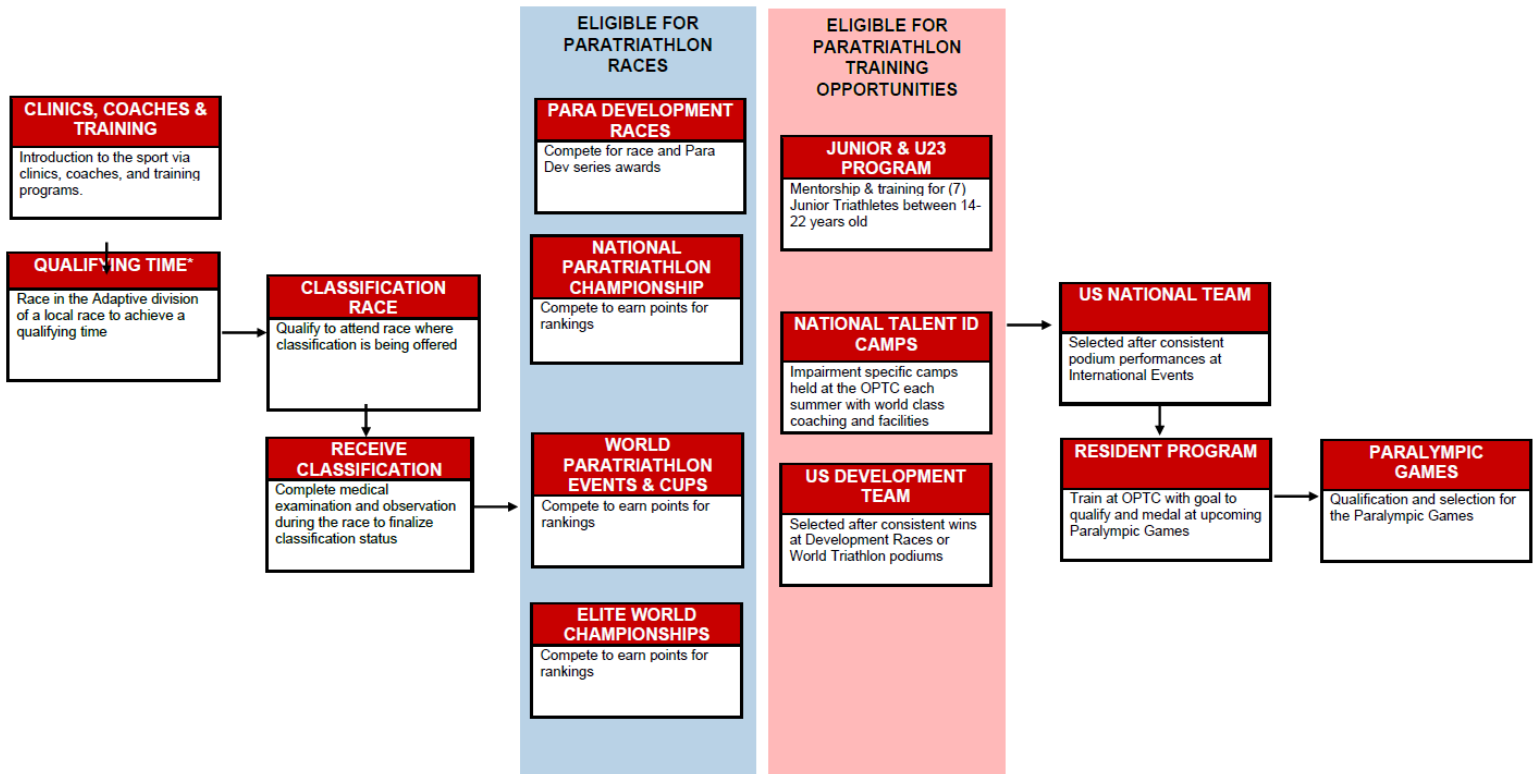 CLINICS, COACHES &
TRAINING
Introduction to the sport via
clinics, coaches, and training
programs.
QUALIFYING TIME*
Race in the Adaptive division
of a local race to achieve a
qualifying time
CLASSIFICATION
RACE
Qualify to attend race where
classification is being offered
RECEIVE
CLASSIFICATION
Complete medical
examination and observation
during the race to finalize
classification status
ELIGIBLE FOR
PARATRIATHLON
RACES
PARA DEVELOPMENT
RACES
Compete for race and Para
Dev series awards
NATIONAL
PARATRIATHLON
CHAMPIONSHIP
Compete to earn points for
rankings
WORLD
PARATRIATHLON
EVENTS & CUPS
Compete to earn points for
rankings
ELITE WORLD
CHAMPIONSHIPS
Compete to earn points for
rankings
ELIGIBLE FOR
PARATRIATHLON
TRAINING
OPPORTUNITIES
JUNIOR & U23
PROGRAM
Mentorship & training for (7)
Junior Triathletes between 14-
22 years old
NATIONAL TALENT ID
CAMPS
Impairment specific camps
held at the OPTC each
summer with world class
coaching and facilities
US DEVELOPMENT
TEAM
Selected after consistent wins
at Development Races or
World Triathlon podiums
US NATIONAL TEAM
Selected after consistent
podium performances at
International Events
RESIDENT PROGRAM
Train at OPTC with goal to
qualify and medal at upcoming
Paralympic Games
PARALYMPIC
GAMES
Qualification and selection for
the Paralympic Games